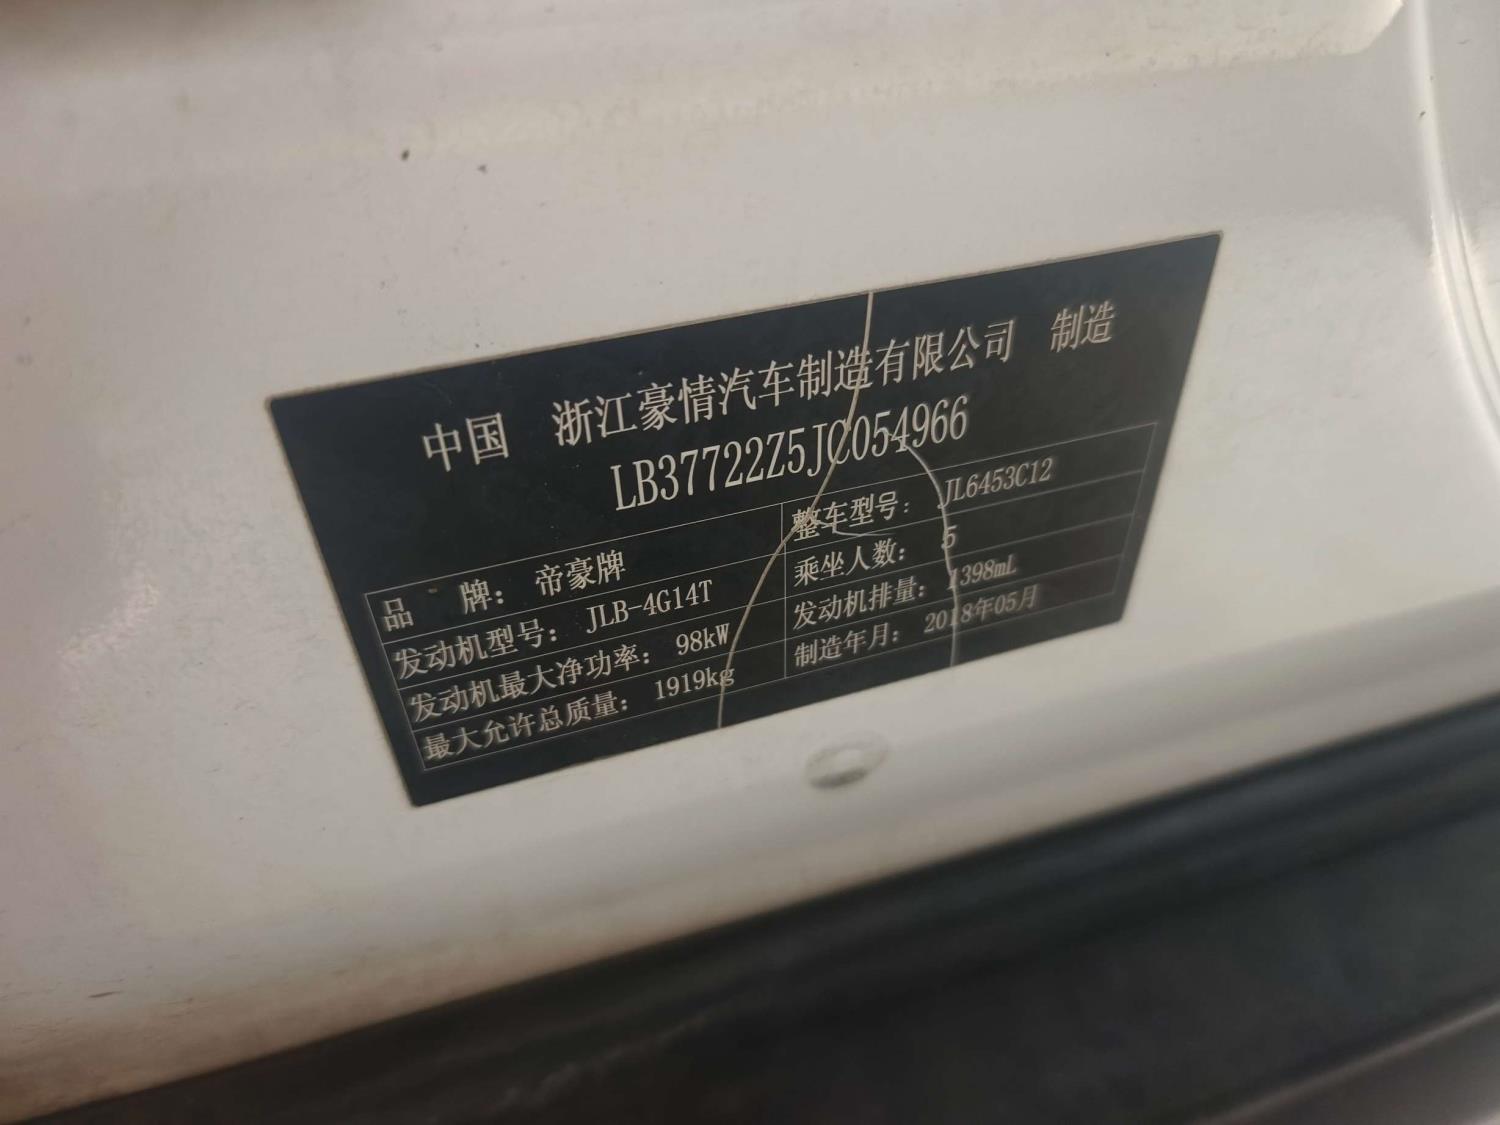 中国 浙江豪情汽车制造有限公司 制造
LB37722Z5JC054966
品 牌：帝豪牌 整车型号：JL6453C12
发动机型号：JLB-4G14T 乘坐人数：5
发动机最大净功率：98kW 发动机排量：1398mL
最大允许总质量：1919kg 制造年月：2018年05月